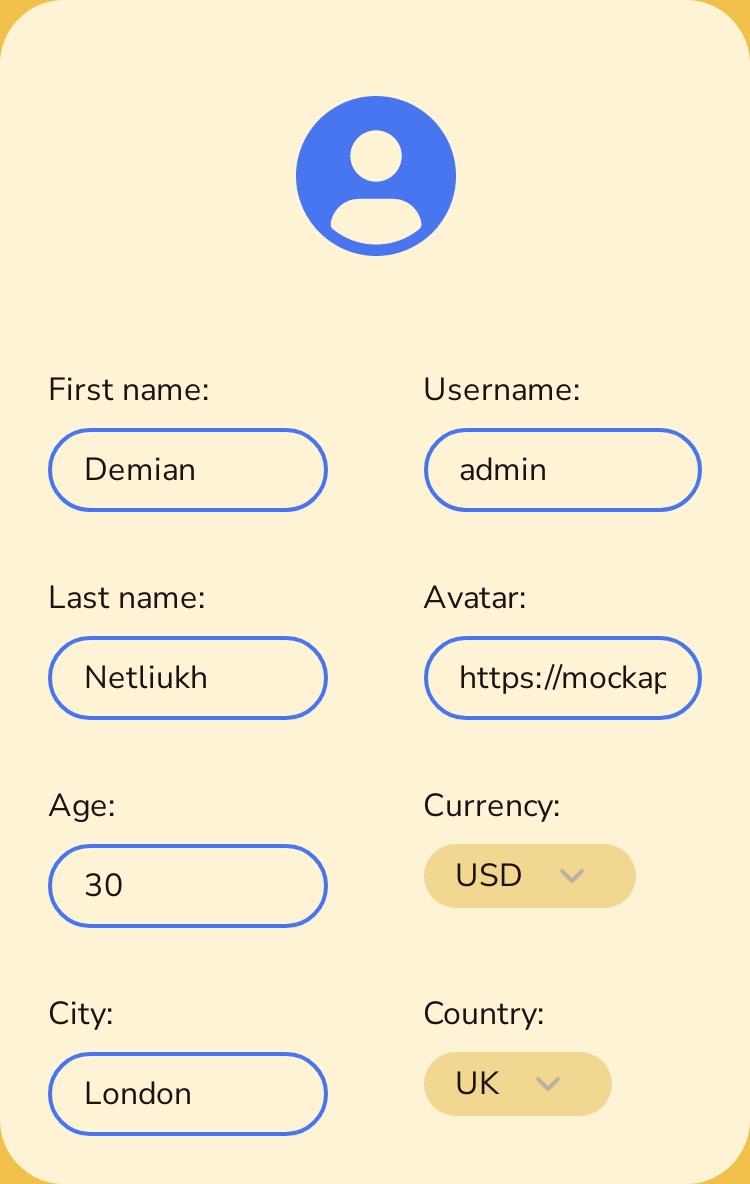 First name:
Username:
Demian
admin
Last name:
Avatar:
Netliukh
https://mockap
Age:
Currency:
30
USD
City:
Country:
London
UK